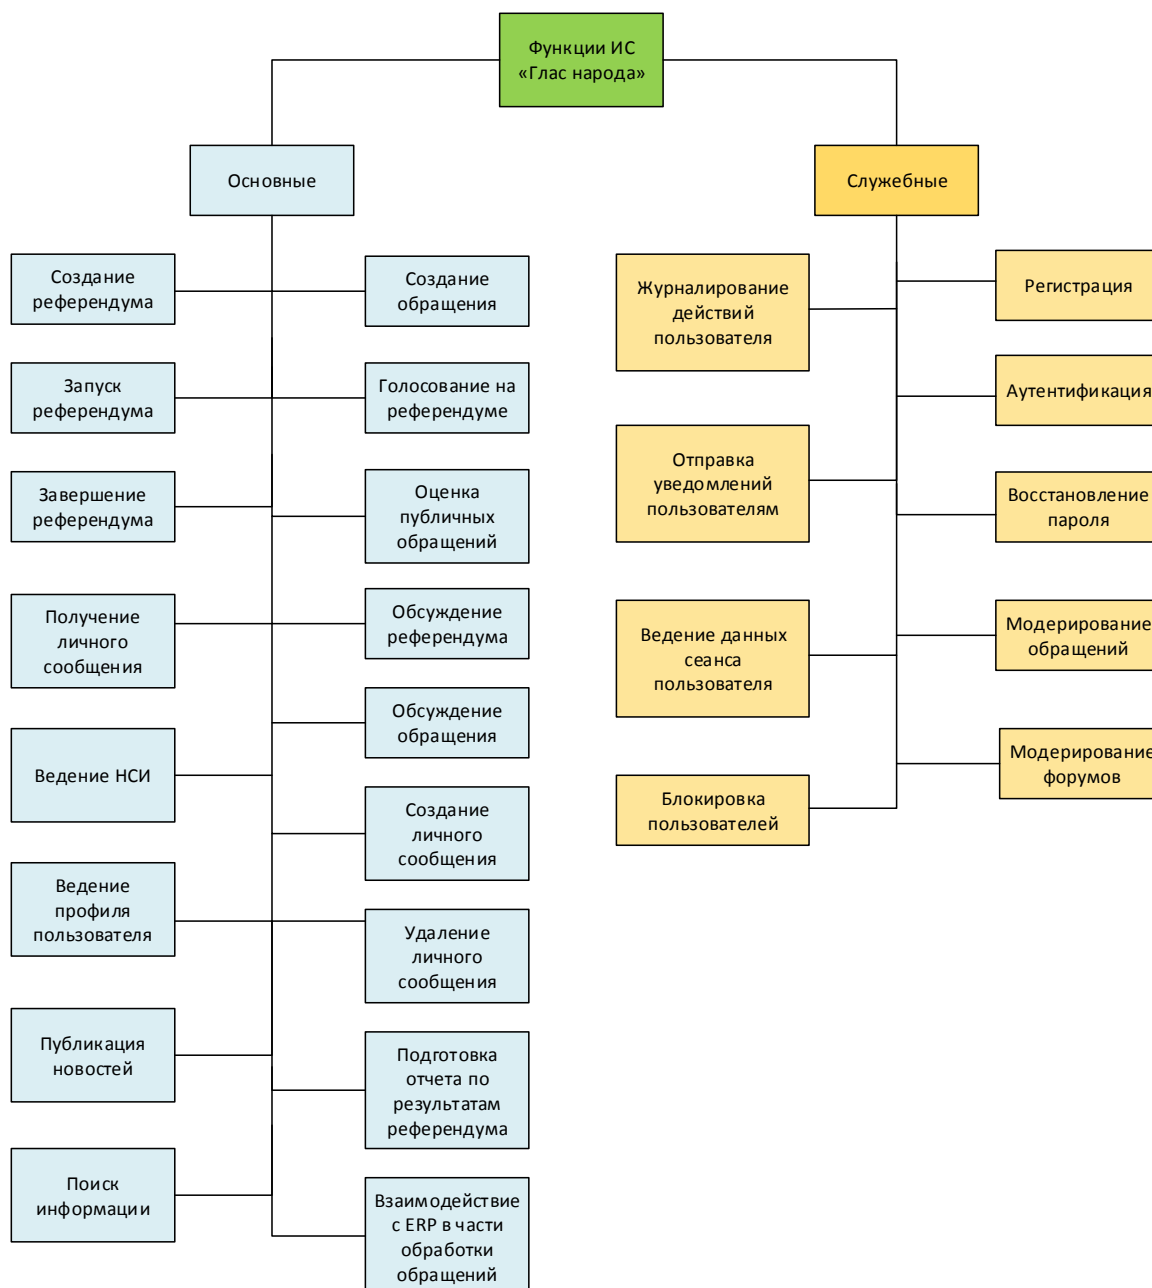 Функции ИС
«Глас народа»
Основные
Служебные
Создание
референдума
Создание
обращения
Запуск
референдума
Голосование на
референдуме
Завершение
референдума
Оценка
публичных
обращений
Получение
личного
сообщения
Обсуждение
референдума
Ведение НСИ
Обсуждение
обращения
Создание
личного
сообщения
Ведение
профиля
пользователя
Удаление
личного
сообщения
Публикация
новостей
Подготовка
отчета по
результатам
референдума
Поиск
информации
Взаимодействие
с ERP в части
обработки
обращений
Журналирование
действий
пользователя
Регистрация
Аутентификация
Отправка
уведомлений
пользователям
Восстановление
пароля
Ведение данных
сеанса
пользователя
Модерирование
обращений
Блокировка
пользователей
Модерирование
форумов